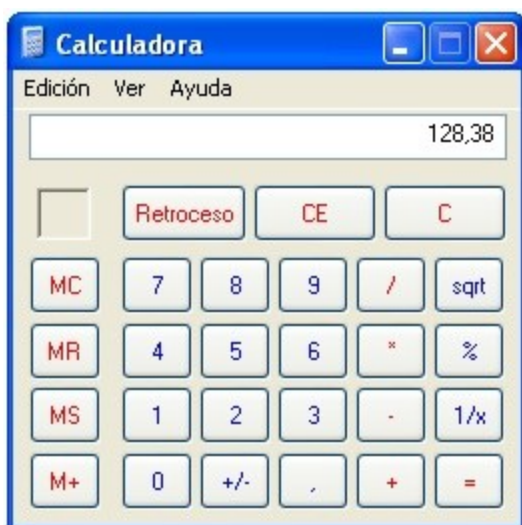 Calculadora
Edición Ver Ayuda
128,38
Retroceso CE C
MC 7 8 9 / sqrt
MR 4 5 6 * %
MS 1 2 3 - 1/x
M+ 0 +/- , + =